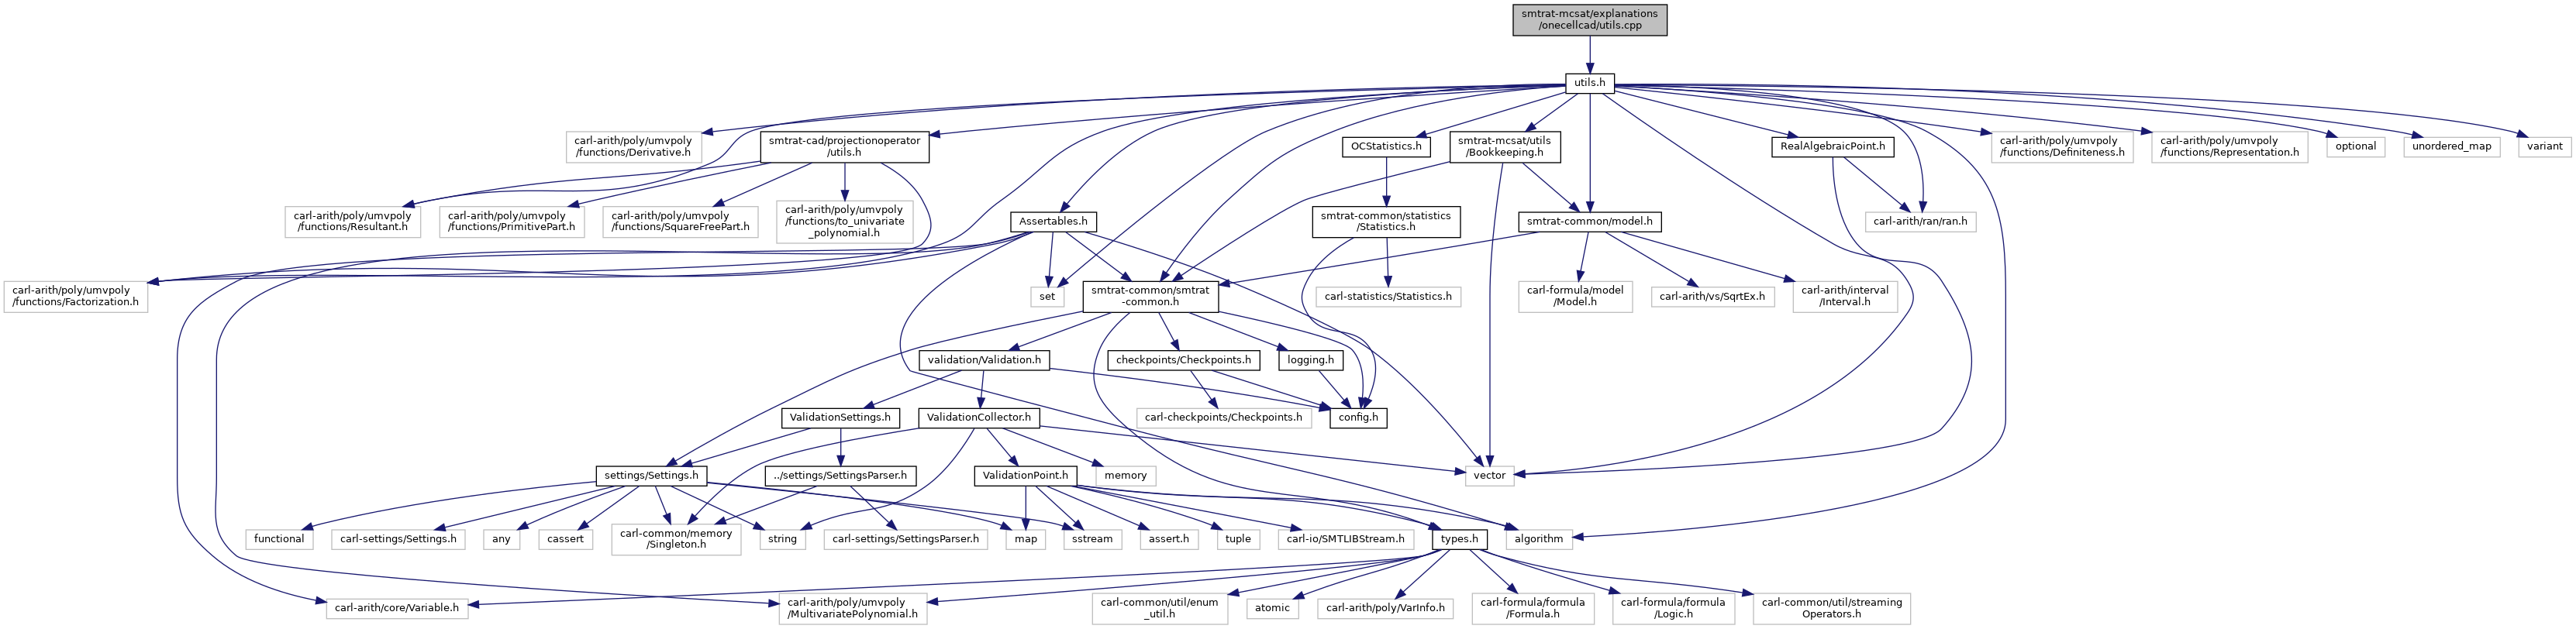 smtrat-mcsat/explanations
/onecellcad/utils.cpp
utils.h
carl-arith/poly/umvpoly
/functions/Derivative.h
smtrat-cad/projectionoperator
/utils.h
OCStatistics.h
smtrat-mcsat/utils
/Bookkeeping.h
RealAlgebraicPoint.h
carl-arith/poly/umvpoly
/functions/Definiteness.h
carl-arith/poly/umvpoly
/functions/Representation.h
optional
unordered_map
variant
carl-arith/poly/umvpoly
/functions/Resultant.h
carl-arith/poly/umvpoly
/functions/PrimitivePart.h
carl-arith/poly/umvpoly
/functions/SquareFreePart.h
carl-arith/poly/umvpoly
/functions/to_univariate
_polynomial.h
Assertables.h
smtrat-common/statistics
/Statistics.h
smtrat-common/model.h
carl-arith/ran/ran.h
carl-arith/poly/umvpoly
/functions/Factorization.h
set
smtrat-common/smtrat
-common.h
carl-statistics/Statistics.h
carl-formula/model
/Model.h
carl-arith/vs/SqrtEx.h
carl-arith/interval
/Interval.h
validation/Validation.h
checkpoints/Checkpoints.h
logging.h
ValidationSettings.h
ValidationCollector.h
carl-checkpoints/Checkpoints.h
config.h
settings/Settings.h
../settings/SettingsParser.h
ValidationPoint.h
memory
vector
functional
carl-settings/Settings.h
any
cassert
carl-common/memory
/Singleton.h
string
carl-settings/SettingsParser.h
map
sstream
assert.h
tuple
carl-io/SMTLIBStream.h
types.h
algorithm
carl-arith/core/Variable.h
carl-arith/poly/umvpoly
/MultivariatePolynomial.h
carl-common/util/enum
_util.h
atomic
carl-arith/poly/VarInfo.h
carl-formula/formula
/Formula.h
carl-formula/formula
/Logic.h
carl-common/util/streaming
Operators.h